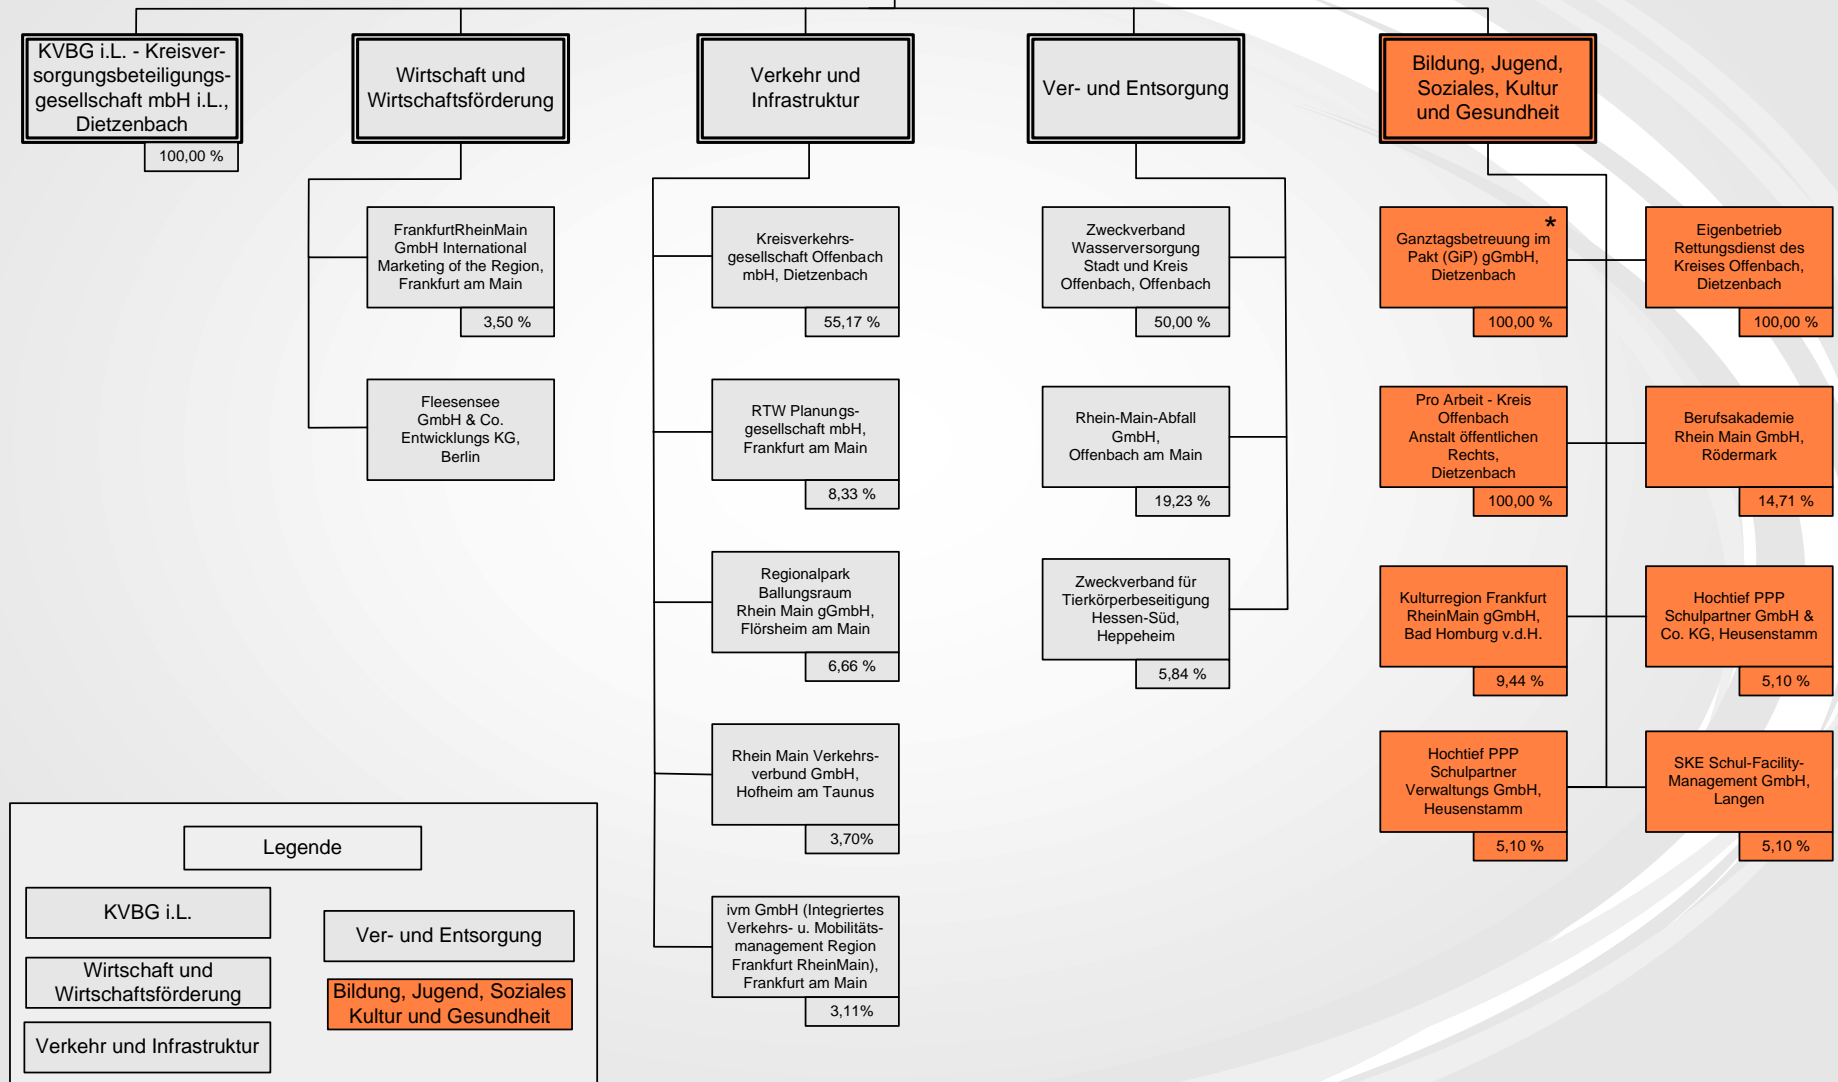 KVBG i.L. - Kreisver-
sorgungsbeteiligungs-
gesellschaft mbH i.L.,
Dietzenbach
100,00 %
Wirtschaft und
Wirtschaftsförderung
FrankfurtRheinMain
GmbH International
Marketing of the Region,
Frankfurt am Main
3,50 %
Fleesensee
GmbH & Co.
Entwicklungs KG,
Berlin
Verkehr und
Infrastruktur
Kreisverkehrs-
gesellschaft Offenbach
mbH, Dietzenbach
55,17 %
RTW Planungs-
gesellschaft mbH,
Frankfurt am Main
8,33 %
Regionalpark
Ballungsraum
Rhein Main gGmbH,
Flörsheim am Main
6,66 %
Rhein Main Verkehrs-
verbund GmbH,
Hofheim am Taunus
3,70%
ivm GmbH (Integriertes
Verkehrs- u. Mobilitäts-
management Region
Frankfurt RheinMain),
Frankfurt am Main
3,11%
Ver- und Entsorgung
Zweckverband
Wasserversorgung
Stadt und Kreis
Offenbach, Offenbach
50,00 %
Rhein-Main-Abfall
GmbH,
Offenbach am Main
19,23 %
Zweckverband für
Tierkörperbeseitigung
Hessen-Süd,
Heppeheim
5,84 %
Bildung, Jugend,
Soziales, Kultur
und Gesundheit
*
Ganztagsbetreuung im
Pakt (GiP) gGmbH,
Dietzenbach
100,00 %
Eigenbetrieb
Rettungsdienst des
Kreises Offenbach,
Dietzenbach
100,00 %
Pro Arbeit - Kreis
Offenbach
Anstalt öffentlichen
Rechts,
Dietzenbach
100,00 %
Berufsakademie
Rhein Main GmbH,
Rödermark
14,71 %
Kulturregion Frankfurt
RheinMain gGmbH,
Bad Homburg v.d.H.
9,44 %
Hochtief PPP
Schulpartner GmbH &
Co. KG, Heusenstamm
5,10 %
Hochtief PPP
Schulpartner
Verwaltungs GmbH,
Heusenstamm
5,10 %
SKE Schul-Facility-
Management GmbH,
Langen
5,10 %
Legende
KVBG i.L.
Wirtschaft und
Wirtschaftsförderung
Verkehr und Infrastruktur
Ver- und Entsorgung
Bildung, Jugend, Soziales
Kultur und Gesundheit